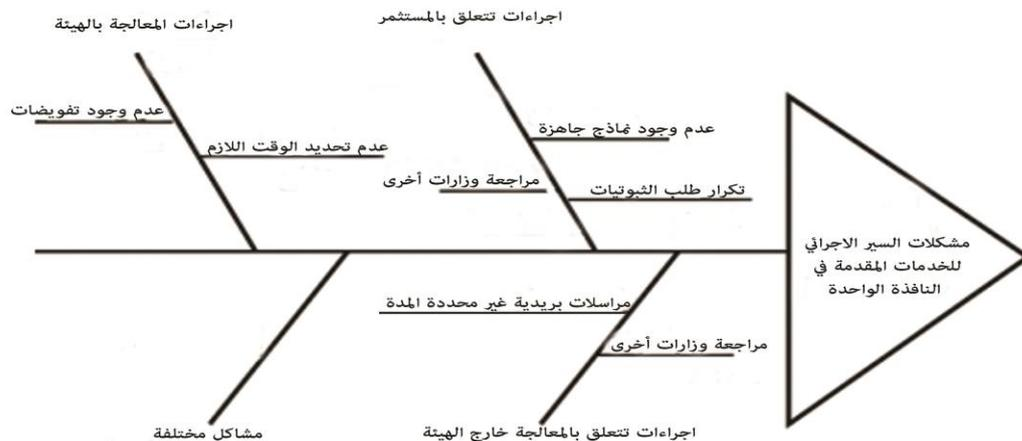 اجراءات تتعلق بالمستثمر
اجراءات المعالجة بالهيئة
عدم وجود نماذج جاهزة
مراجعة وزارات أخرى
تكرار طلب الثبوتيات
عدم وجود تفويضات
عدم تحديد الوقت اللازم
مشكلات السير الاجرائي
للخدمات المقدمة في
النافذة الواحدة
مراسلات بريدية غير محددة المدة
مراجعة وزارات أخرى
اجراءات تتعلق بالمعالجة خارج الهيئة
مشاكل مختلفة